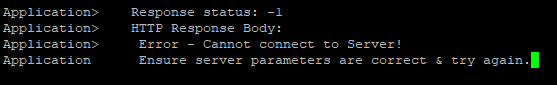 Application>    Response status: -1
Application>    HTTP Response Body:
Application>     Error - Cannot connect to Server!
Application      Ensure server parameters are correct & try again.